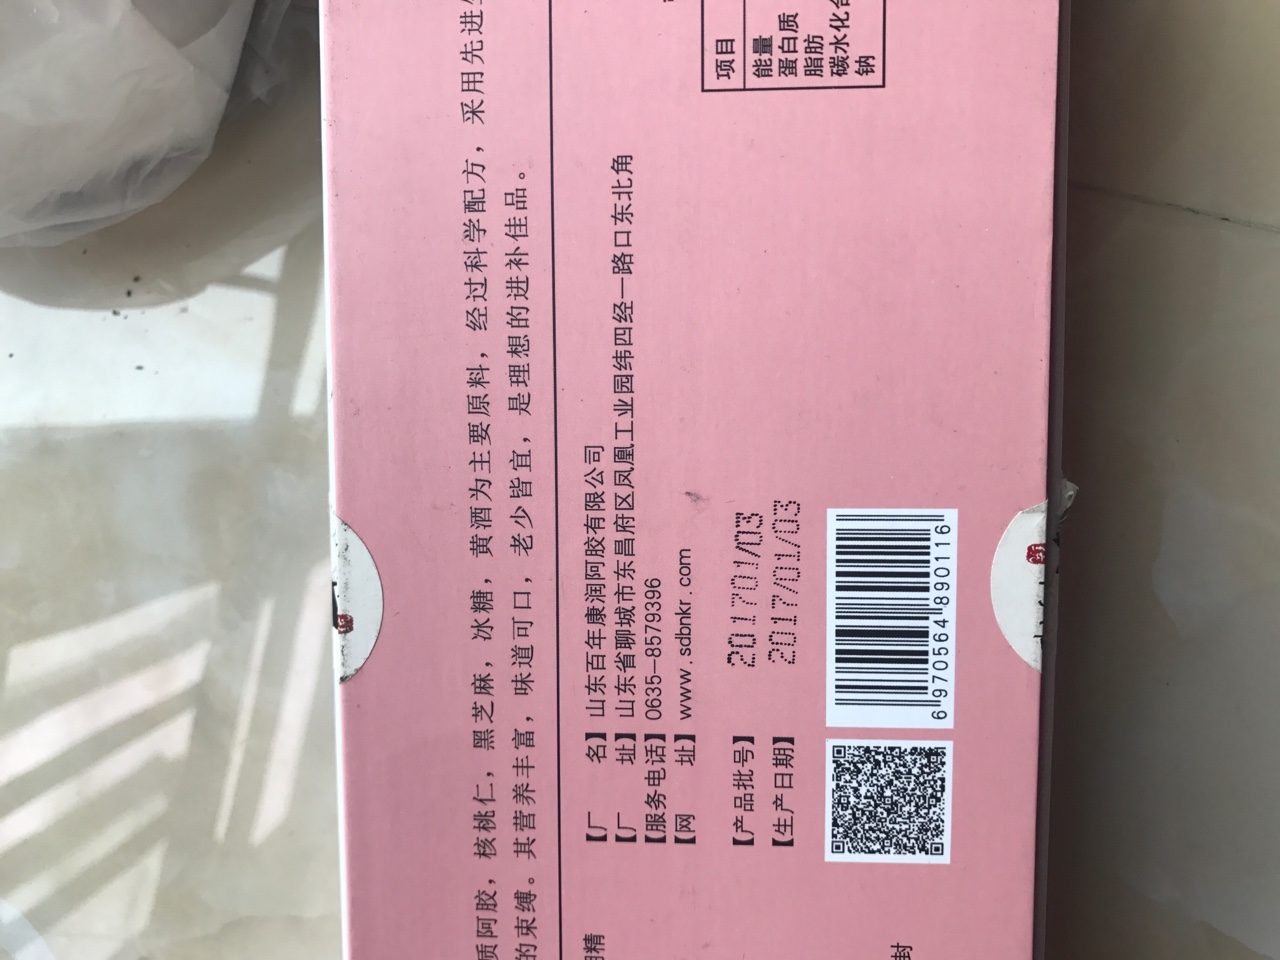 质阿胶，核桃仁，黑芝麻，冰糖，黄酒为主要原料，经过科学配方，采用先进
的束缚。其营养丰富，味道可口，老少皆宜，是理想的进补佳品。
精
【厂 名】山东百年康润阿胶有限公司
【厂 址】山东省聊城市东昌府区凤凰工业园纬四经一路口东北角
【服务电话】0635-8579396
【网 址】www.sdbnkr.com
【产品批号】201701/03
【生产日期】2017/01/03
6970564890116
封
项目
能量
蛋白质
脂肪
碳水化合
钠